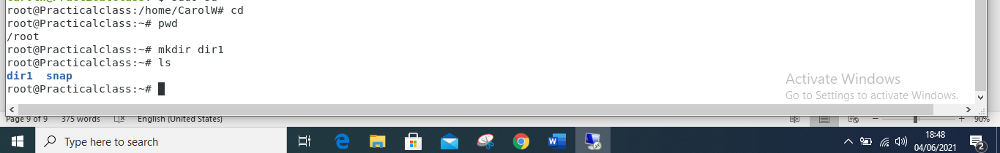 root@Practicalclass:/home/CarolW# cd
root@Practicalclass:~# pwd
/root
root@Practicalclass:~# mkdir dir1
root@Practicalclass:~# ls
dir1  snap
root@Practicalclass:~#
Activate Windows
Go to Settings to activate Windows.
Page 9 of 9 375 words English (United States) 90%
Type here to search
18:48
04/06/2021
2